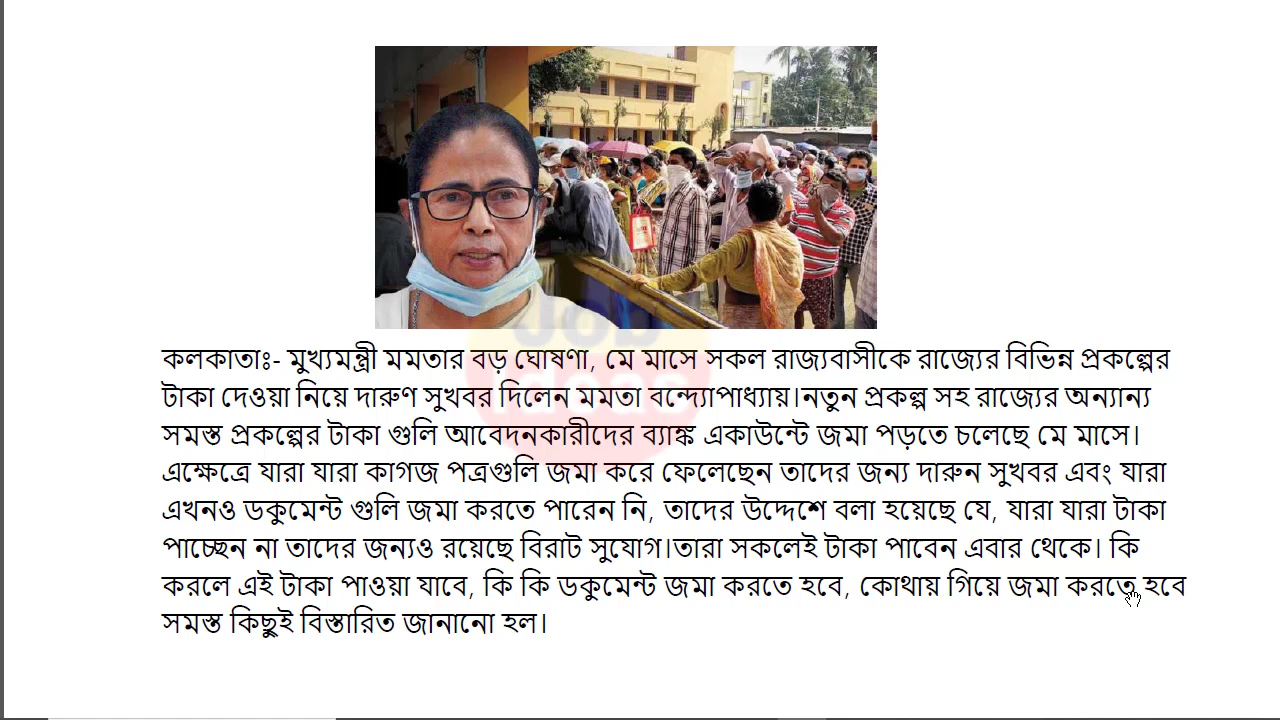 কলকাতাঃ- মুখ্যমন্ত্রী মমতার বড় ঘোষণা, মে মাসে সকল রাজ্যবাসীকে রাজ্যের বিভিন্ন প্রকল্পের
টাকা দেওয়া নিয়ে দারুণ সুখবর দিলেন মমতা বন্দ্যোপাধ্যায়।নতুন প্রকল্প সহ রাজ্যের অন্যান্য
সমস্ত প্রকল্পের টাকা গুলি আবেদনকারীদের ব্যাঙ্ক একাউন্টে জমা পড়তে চলেছে মে মাসে।
এক্ষেত্রে যারা যারা কাগজ পত্রগুলি জমা করে ফেলেছেন তাদের জন্য দারুন সুখবর এবং যারা
এখনও ডকুমেন্ট গুলি জমা করতে পারেন নি, তাদের উদ্দেশে বলা হয়েছে যে, যারা যারা টাকা
পাচ্ছেন না তাদের জন্যও রয়েছে বিরাট সুযোগ।তারা সকলেই টাকা পাবেন এবার থেকে। কি
করলে এই টাকা পাওয়া যাবে, কি কি ডকুমেন্ট জমা করতে হবে, কোথায় গিয়ে জমা করতে হবে
সমস্ত কিছুই বিস্তারিত জানানো হল।
Job
Ideas